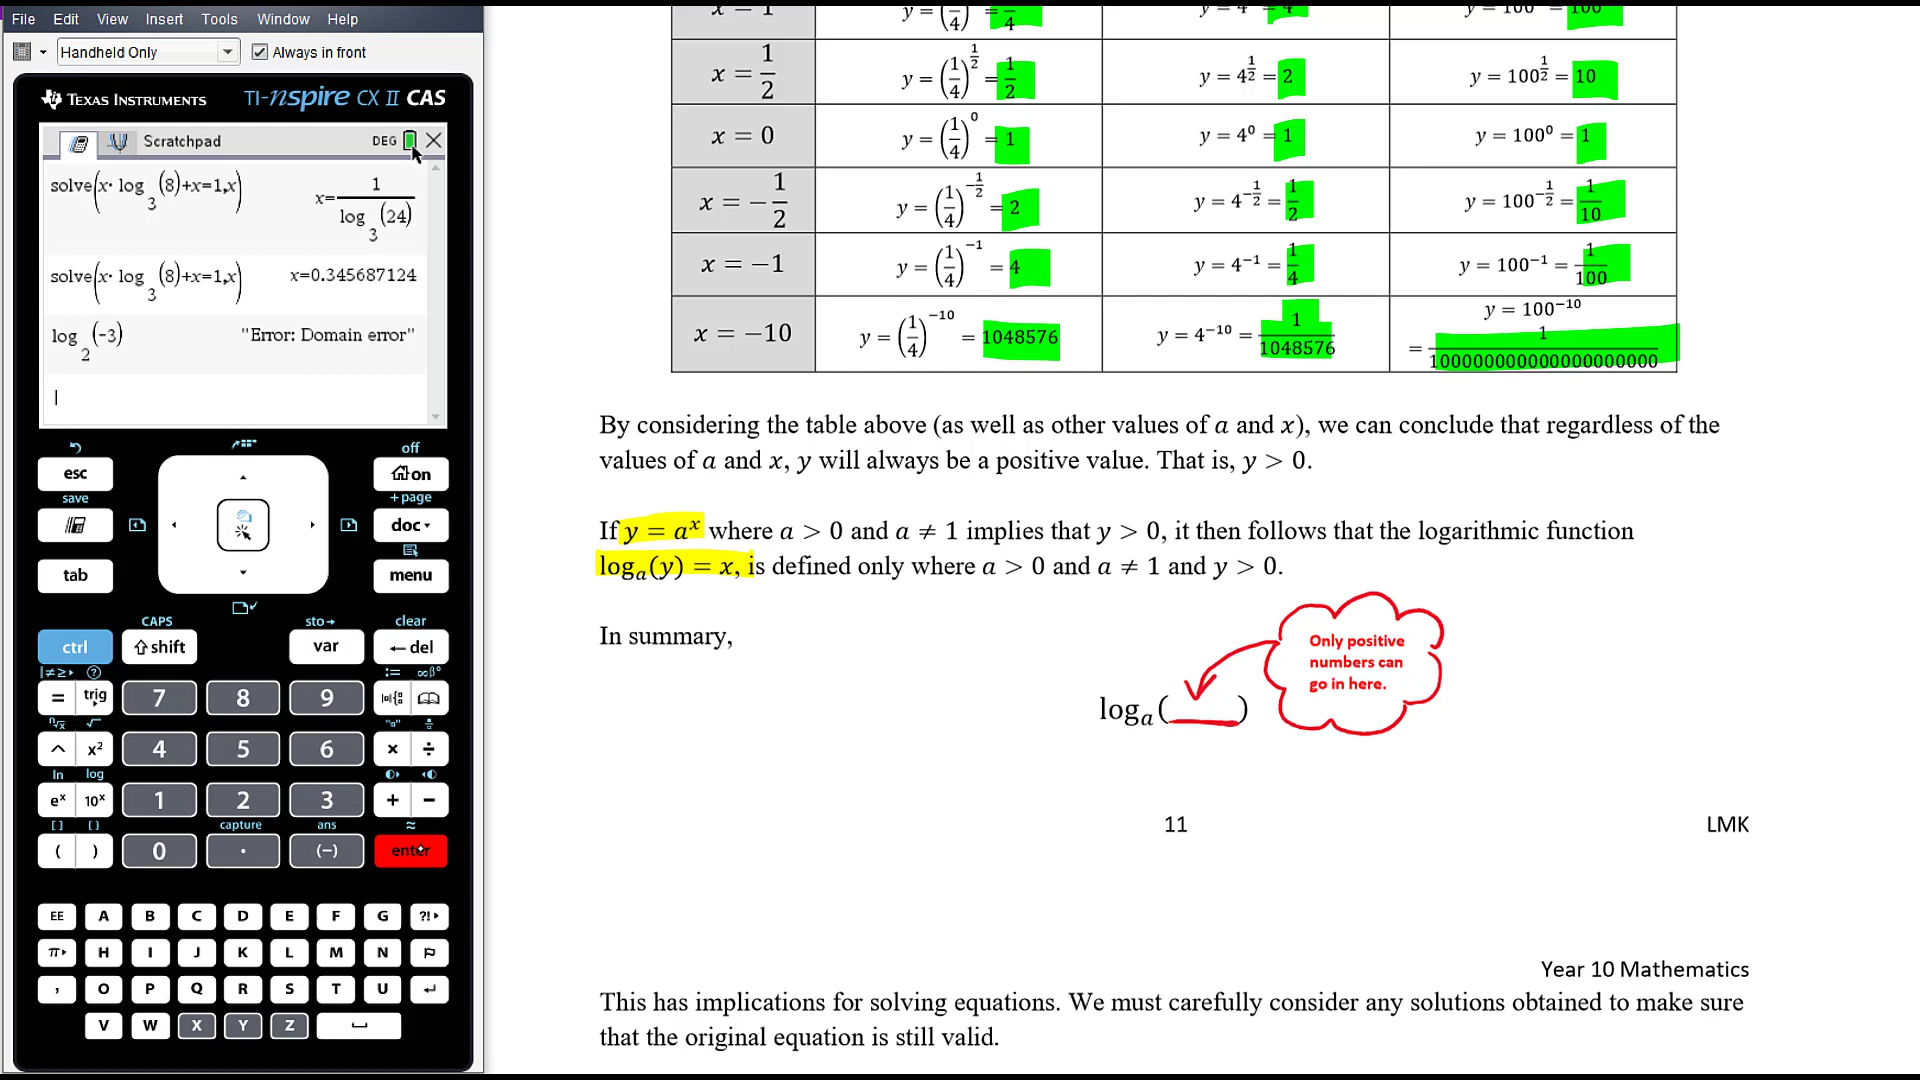 File Edit View Insert Tools Window Help
Handheld Only Always in front
TEXAS INSTRUMENTS TI-nspire CX II CAS
Scratchpad DEG
solve(x·log₃(8)+x=1,x) x=1/log₃(24)
solve(x·log₃(8)+x=1,x) x=0.345687124
log₂(-3) "Error: Domain error"
off
esc on
save + page
doc
tab menu
CAPS sto→ clear
ctrl shift var ←del
|≠≥▸ ? := ∞β°
= trig 7 8 9
ⁿ√x √ "▫" ÷
^ x² 4 5 6 × ÷
ln log
eˣ 10ˣ 1 2 3 + −
[ ] { } capture ans ≈
( ) 0 . (−) enter
EE A B C D E F G ?!▸
π▸ H I J K L M N
, O P Q R S T U ↵
V W X Y Z
x = 1/2 y = (1/4)^(1/2) = 1/2 y = 4^(1/2) = 2 y = 100^(1/2) = 10
x = 0 y = (1/4)⁰ = 1 y = 4⁰ = 1 y = 100⁰ = 1
x = −1/2 y = (1/4)^(−1/2) = 2 y = 4^(−1/2) = 1/2 y = 100^(−1/2) = 1/10
x = −1 y = (1/4)⁻¹ = 4 y = 4⁻¹ = 1/4 y = 100⁻¹ = 1/100
x = −10 y = (1/4)⁻¹⁰ = 1048576 y = 4⁻¹⁰ = 1/1048576 y = 100⁻¹⁰
= 1/100000000000000000000
By considering the table above (as well as other values of a and x), we can conclude that regardless of the
values of a and x, y will always be a positive value. That is, y > 0.
If y = aˣ where a > 0 and a ≠ 1 implies that y > 0, it then follows that the logarithmic function
logₐ(y) = x, is defined only where a > 0 and a ≠ 1 and y > 0.
In summary,
Only positive
numbers can
go in here.
logₐ(____)
11 LMK
Year 10 Mathematics
This has implications for solving equations. We must carefully consider any solutions obtained to make sure
that the original equation is still valid.